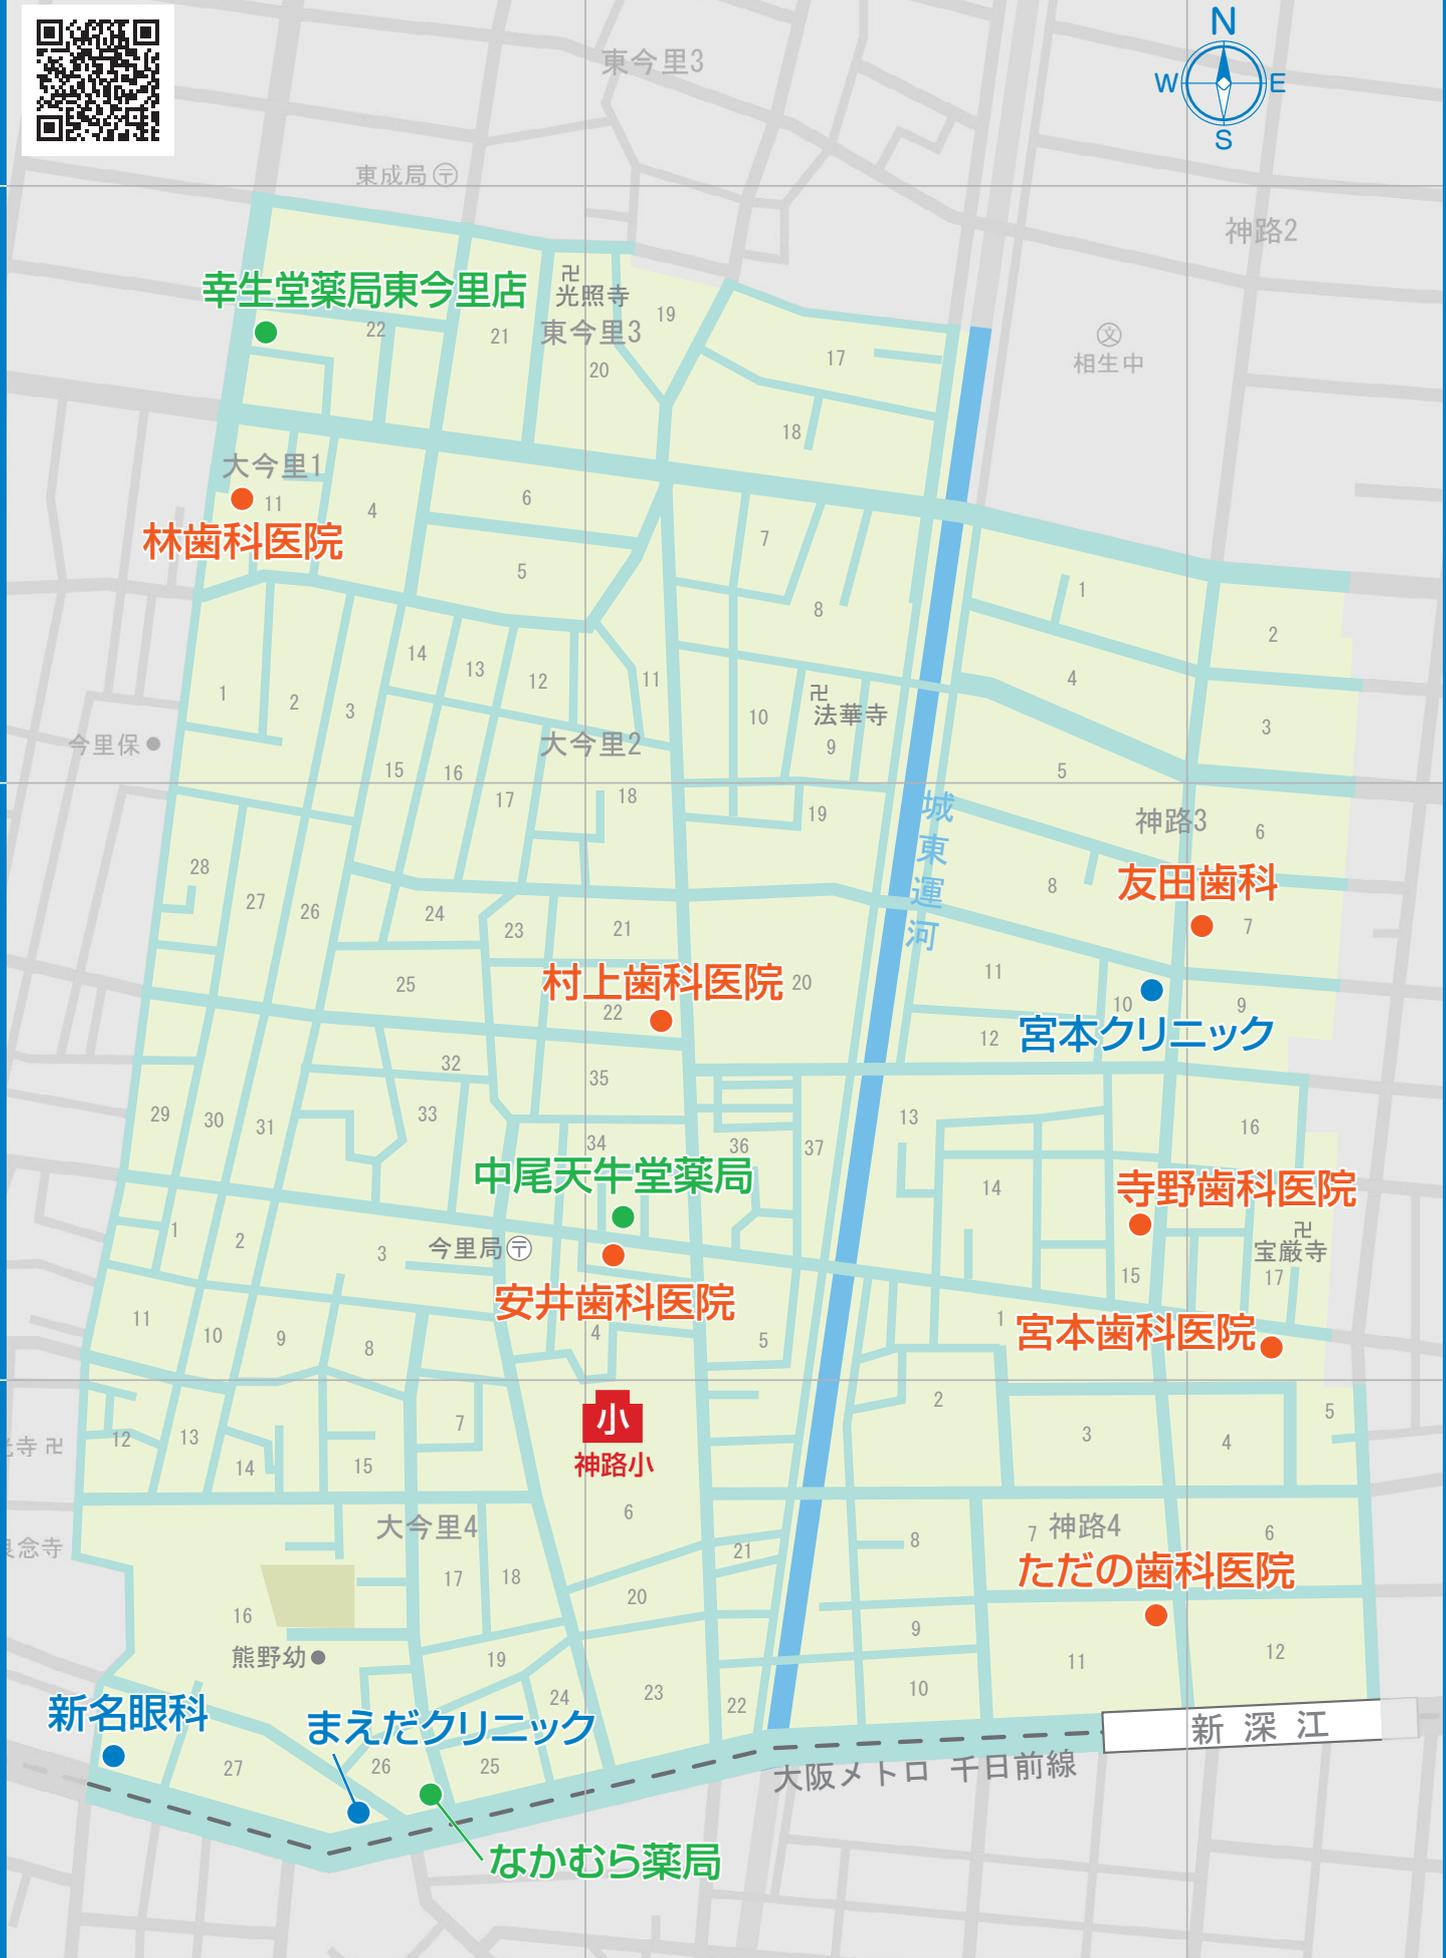 N
W E
S
東今里3
東成局〒
神路2
幸生堂薬局東今里店
光照寺
東今里3
22
21
20
19
17
18
相生中
文
大今里1
11
林歯科医院
4
6
5
7
8
1
2
14
13
12
11
4
1
2
3
10
法華寺
9
3
今里保
大今里2
15
16
17
18
19
5
城東運河
神路3
6
28
27
26
24
23
21
8
友田歯科
7
25
村上歯科医院
20
22
11
10
9
宮本クリニック
12
32
35
29
30
31
33
34
36
37
13
16
中尾天牛堂薬局
14
寺野歯科医院
宝厳寺
15
17
1
2
3
今里局〒
安井歯科医院
4
5
1
宮本歯科医院
11
10
9
8
小
神路小
2
5
7
3
4
12
13
14
15
寺
念寺
大今里4
6
7
神路4
6
8
21
ただの歯科医院
17
18
20
16
9
熊野幼
19
11
12
24
23
22
10
新名眼科
まえだクリニック
新深江
27
26
25
大阪メトロ 千日前線
なかむら薬局